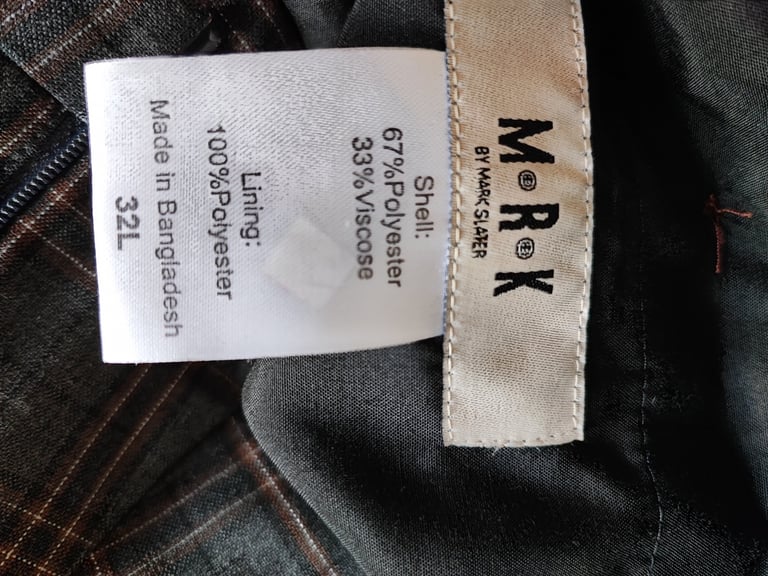 M·R·K
BY MARK SLATER
Shell:
67%Polyester
33%Viscose
Lining:
100%Polyester
Made in Bangladesh
32L